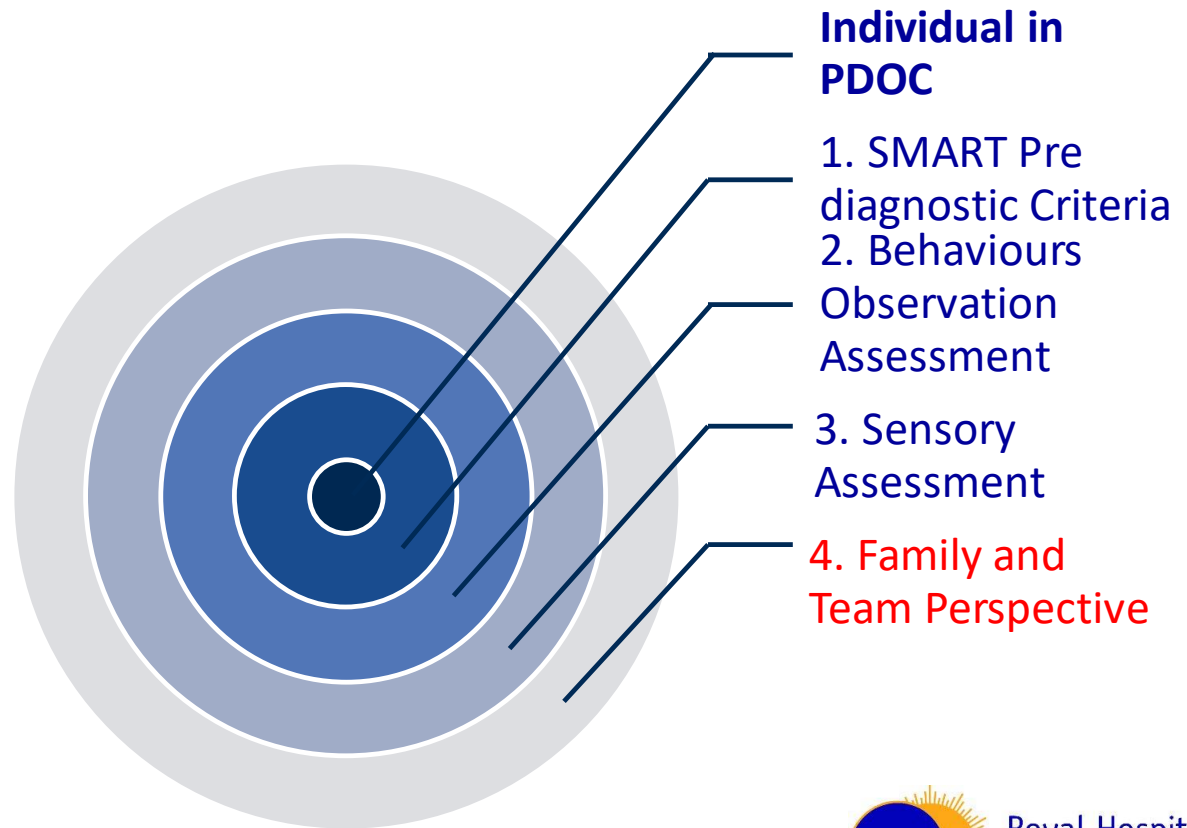 Individual in
PDOC
1. SMART Pre
diagnostic Criteria
2. Behaviours
Observation
Assessment
3. Sensory
Assessment
4. Family and
Team Perspective
Royal